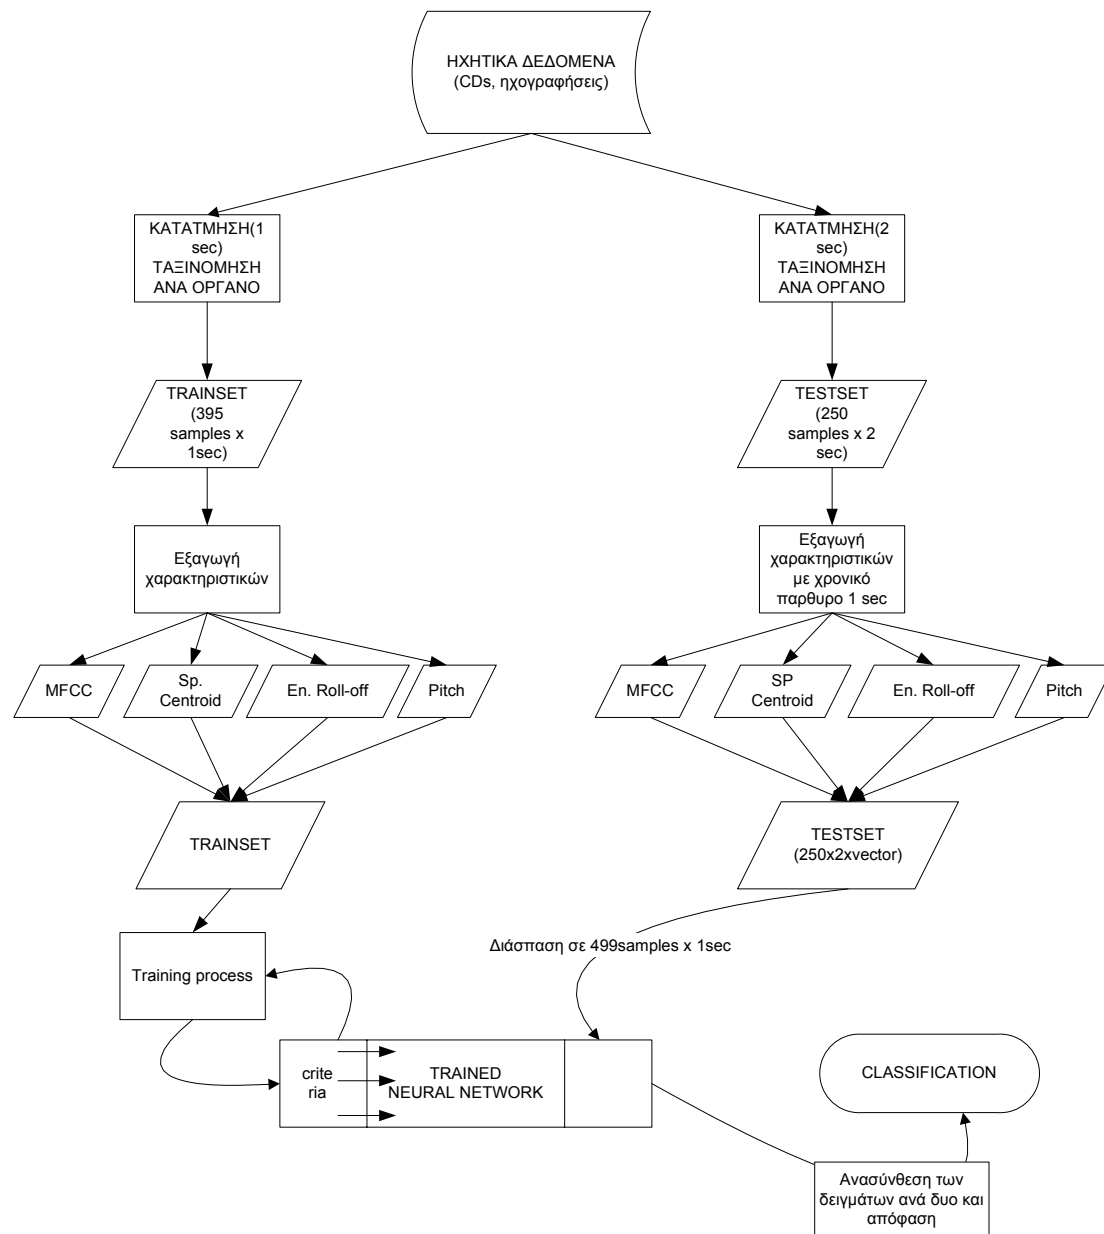 ΗΧΗΤΙΚΑ ΔΕΔΟΜΕΝΑ
(CDs, ηχογραφήσεις)
ΚΑΤΑΤΜΗΣΗ(1
sec)
ΤΑΞΙΝΟΜΗΣΗ
ΑΝΑ ΟΡΓΑΝΟ
ΚΑΤΑΤΜΗΣΗ(2
sec)
ΤΑΞΙΝΟΜΗΣΗ
ΑΝΑ ΟΡΓΑΝΟ
TRAINSET
(395
samples x
1sec)
TESTSET
(250
samples x 2
sec)
Εξαγωγή
χαρακτηριστικών
Εξαγωγή
χαρακτηριστικών
με χρονικό
παρθυρο 1 sec
MFCC
Sp.
Centroid
En. Roll-off
Pitch
MFCC
SP
Centroid
En. Roll-off
Pitch
TRAINSET
TESTSET
(250x2xvector)
Διάσπαση σε 499samples x 1sec
Training process
crite
ria
TRAINED
NEURAL NETWORK
CLASSIFICATION
Ανασύνθεση των
δειγμάτων ανά δυο και
απόφαση